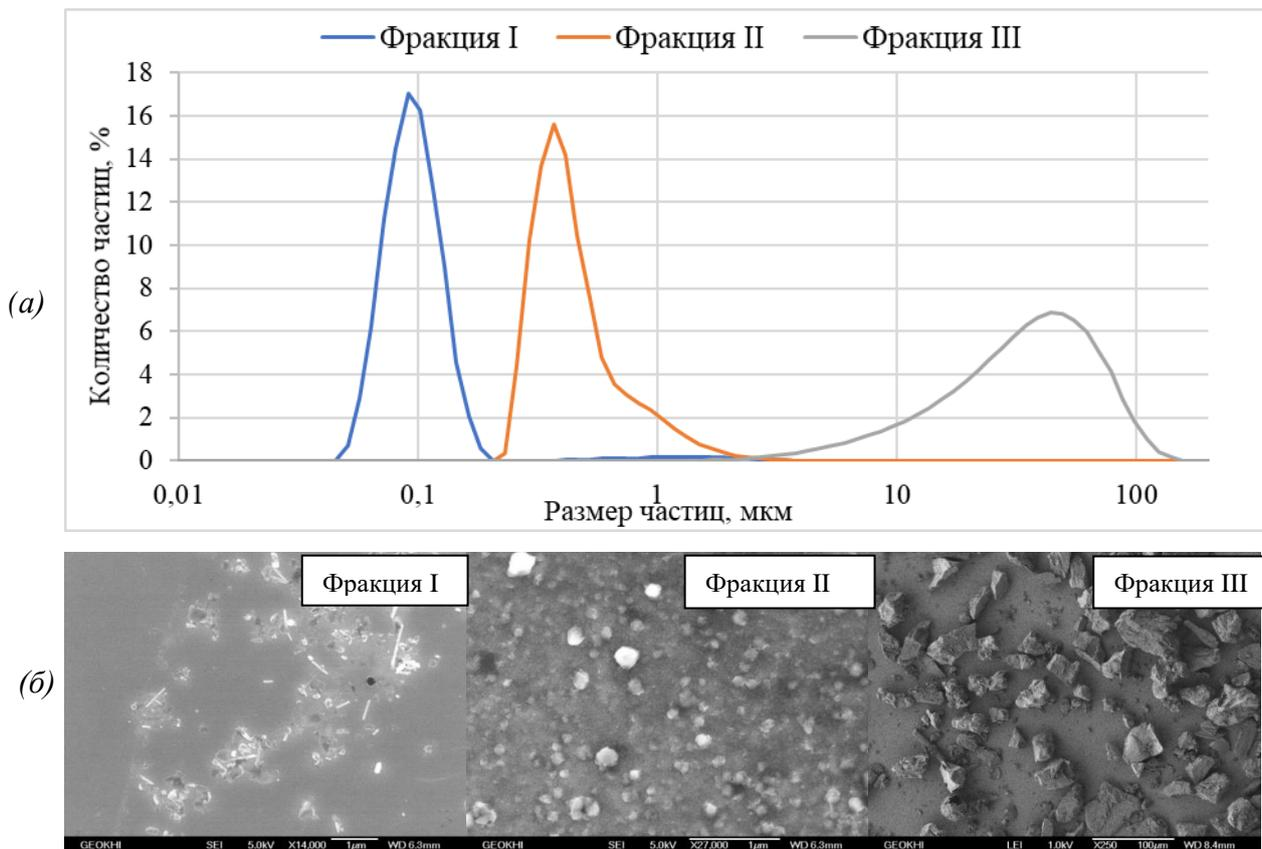 Фракция I Фракция II Фракция III
Количество частиц, %
18
16
14
12
10
8
6
4
2
0
0,01 0,1 1 10 100
Размер частиц, мкм
(а)
Фракция I Фракция II Фракция III
(б)
GEOKHI SEI 5.0kV X14,000 1µm WD 6.3mm
GEOKHI SEI 5.0kV X27,000 1µm WD 6.3mm
GEOKHI LEI 1.0kV X250 100µm WD 8.4mm